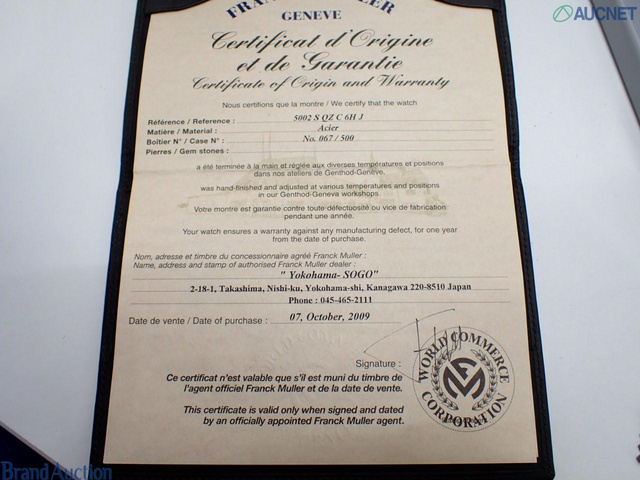 FRANCK MULLER
GENEVE
AUCNET
Certificat d'Origine
et de Garantie
Certificate of Origin and Warranty
Nous certifions que la montre / We certify that the watch
Référence / Reference : 5002 S QZ C 6H J
Matière / Material : Acier
Boîtier N° / Case N° : No. 067 / 500
Pierres / Gem stones :
a été terminée à la main et réglée aux diverses températures et positions
dans nos ateliers de Genthod-Genève.
was hand-finished and adjusted at various temperatures and positions
in our Genthod-Geneva workshops.
Votre montre est garantie contre toute défectuosité ou vice de fabrication
pendant une année.
Your watch ensures a warranty against any manufacturing defect, for one year
from the date of purchase.
Nom, adresse et timbre du concessionnaire agréé Franck Muller :
Name, address and stamp of authorised Franck Muller dealer :
" Yokohama- SOGO"
2-18-1, Takashima, Nishi-ku, Yokohama-shi, Kanagawa 220-8510 Japan
Phone : 045-465-2111
Date de vente / Date of purchase : 07, October, 2009
Signature :
WORLD COMMERCE
CORPORATION
Ce certificat n'est valable que s'il est muni du timbre de
l'agent officiel Franck Muller et de la date de vente.
This certificate is valid only when signed and dated
by an officially appointed Franck Muller agent.
Brand Auction